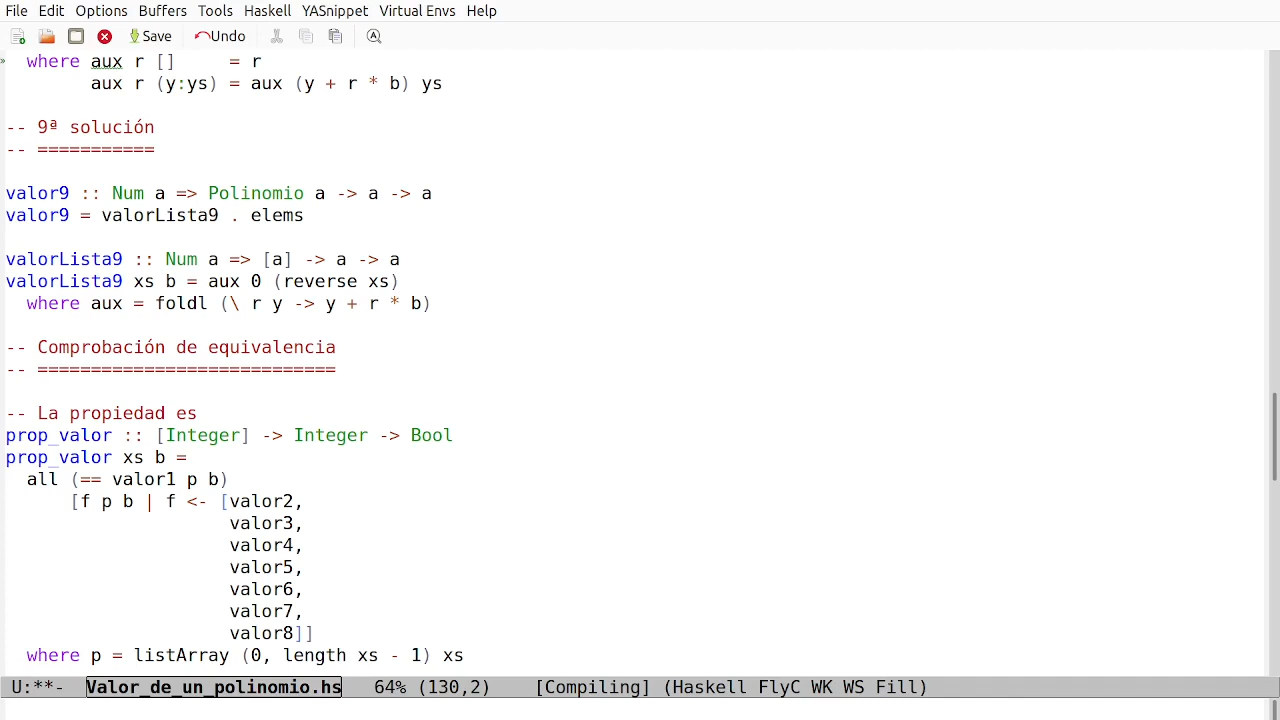 File Edit Options Buffers Tools Haskell YASnippet Virtual Envs Help
Save Undo
where aux r [] = r
aux r (y:ys) = aux (y + r * b) ys
-- 9ª solución
-- ===========
valor9 :: Num a => Polinomio a -> a -> a
valor9 = valorLista9 . elems
valorLista9 :: Num a => [a] -> a -> a
valorLista9 xs b = aux 0 (reverse xs)
where aux = foldl (\ r y -> y + r * b)
-- Comprobación de equivalencia
-- ============================
-- La propiedad es
prop_valor :: [Integer] -> Integer -> Bool
prop_valor xs b =
all (== valor1 p b)
[f p b | f <- [valor2,
valor3,
valor4,
valor5,
valor6,
valor7,
valor8]]
where p = listArray (0, length xs - 1) xs
U:**- Valor_de_un_polinomio.hs 64% (130,2) [Compiling] (Haskell FlyC WK WS Fill)